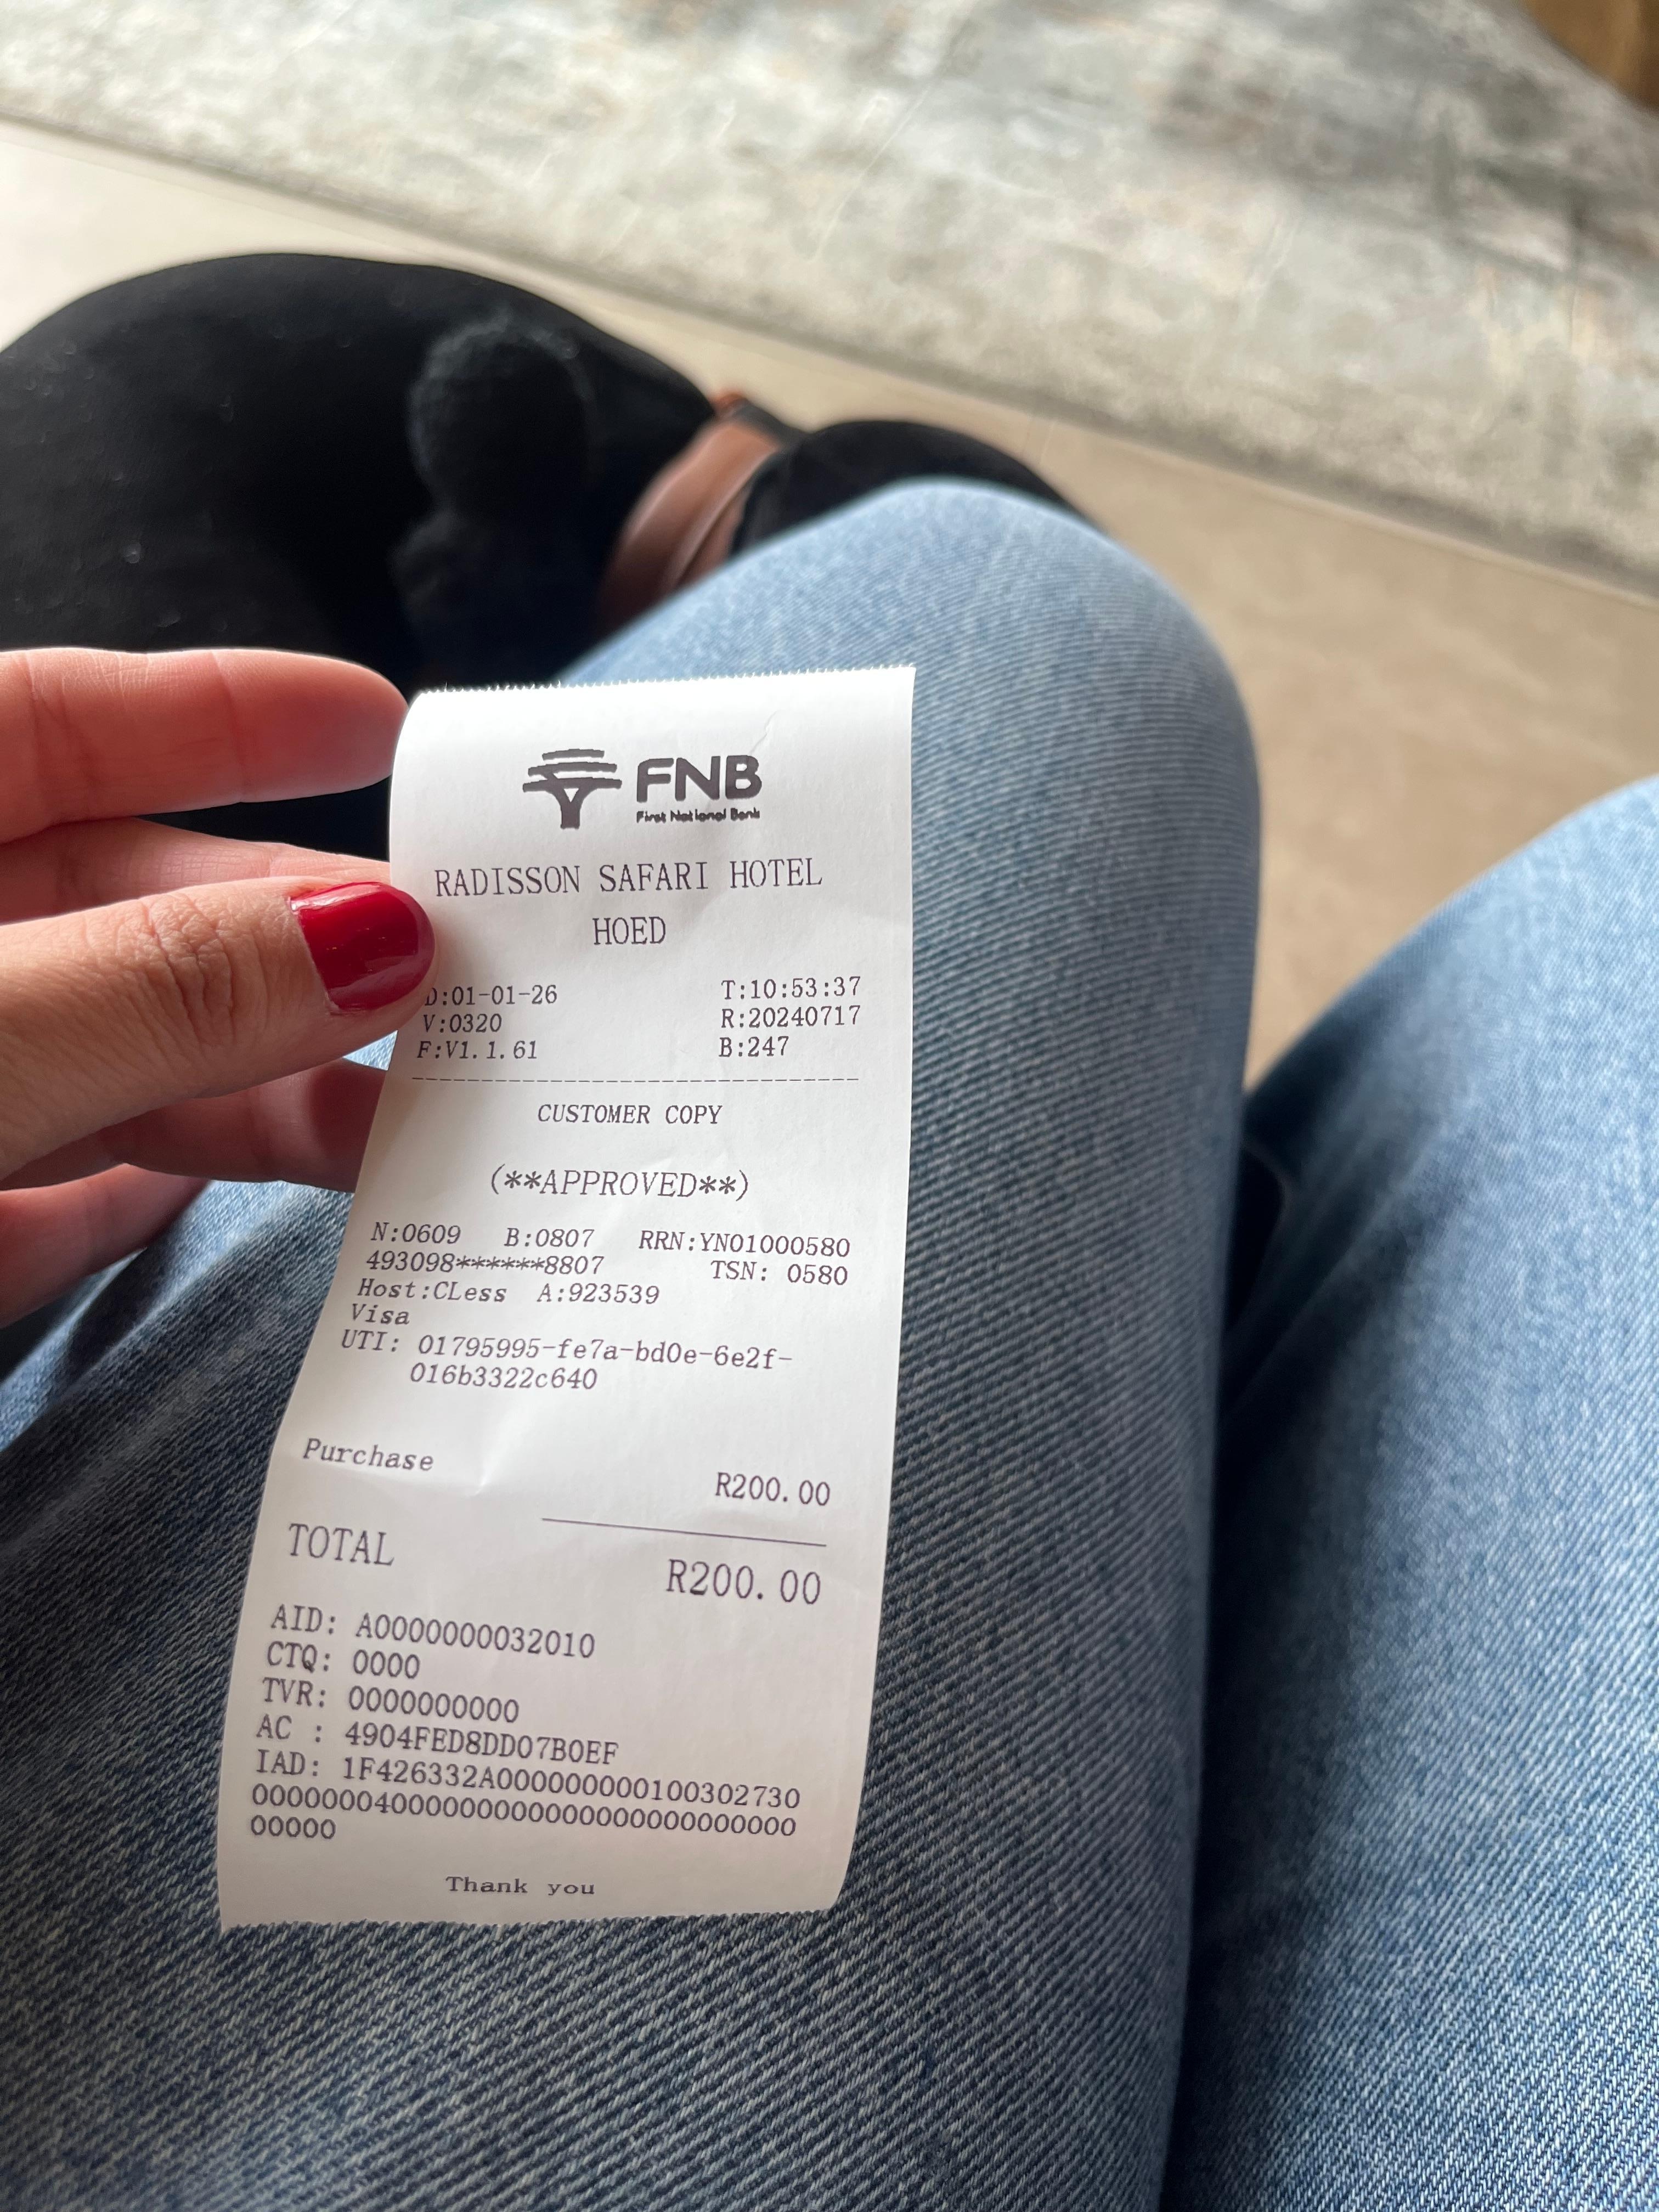 FNB
First National Bank
RADISSON SAFARI HOTEL
HOED
D:01-01-26 T:10:53:37
V:0320 R:20240717
F:V1.1.61 B:247
CUSTOMER COPY
(**APPROVED**)
N:0609 B:0807 RRN:YN01000580
493098******8807 TSN: 0580
Host:CLess A:923539
Visa
UTI: 01795995-fe7a-bd0e-6e2f-
016b3322c640
Purchase
R200.00
TOTAL
R200.00
AID: A0000000032010
CTQ: 0000
TVR: 0000000000
AC : 4904FED8DD07B0EF
IAD: 1F426332A0000000000100302730
00000004000000000000000000000000
00000
Thank you